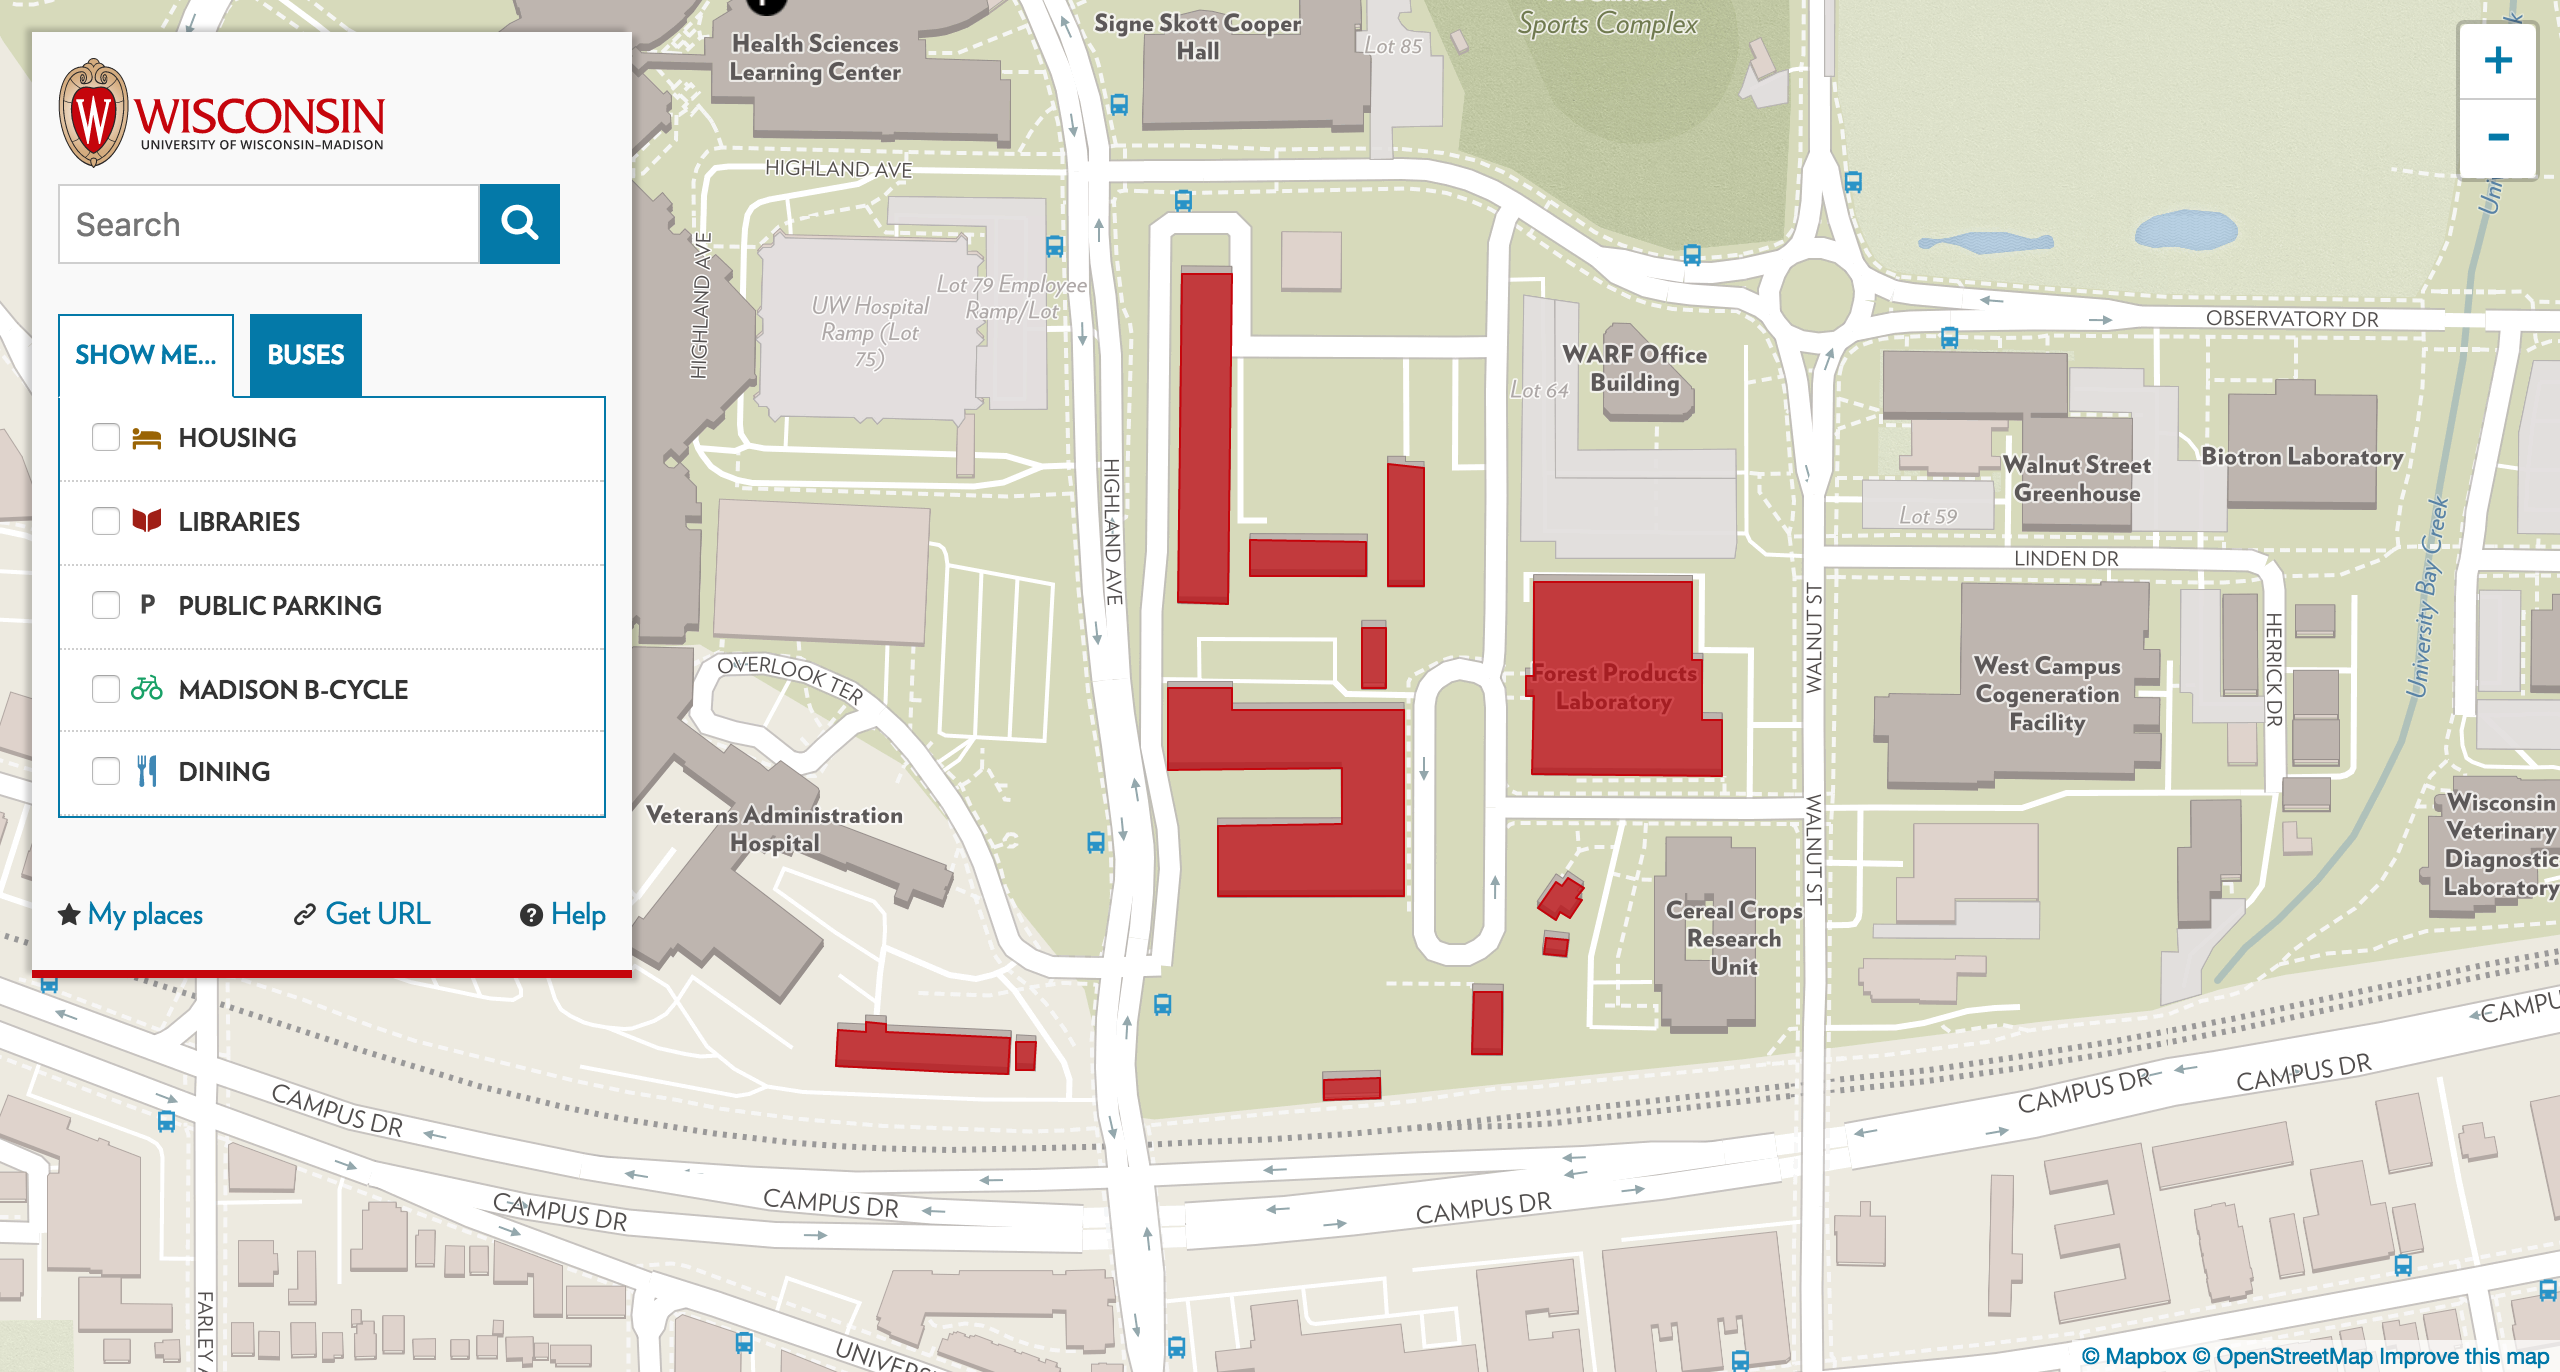 WISCONSIN
UNIVERSITY OF WISCONSIN–MADISON
Search
SHOW ME...
BUSES
HOUSING
LIBRARIES
P
PUBLIC PARKING
MADISON B-CYCLE
DINING
My places
Get URL
Help
Health Sciences
Learning Center
Signe Skott Cooper
Hall
Lot 85
Sports Complex
+
−
HIGHLAND AVE
HIGHLAND AVE
UW Hospital
Ramp (Lot
75)
Lot 79 Employee
Ramp/Lot
HIGHLAND AVE
WARF Office
Building
Lot 64
OBSERVATORY DR
Walnut Street
Greenhouse
Biotron Laboratory
Lot 59
LINDEN DR
University Bay Creek
HERRICK DR
WALNUT ST
WALNUT ST
West Campus
Cogeneration
Facility
Forest Products
Laboratory
OVERLOOK TER
Veterans Administration
Hospital
Cereal Crops
Research
Unit
Wisconsin
Veterinary
Diagnostic
Laboratory
CAMPUS DR
CAMPUS DR
CAMPUS DR
CAMPUS DR
CAMPUS DR
CAMPUS DR
CAMPU
FARLEY
UNIVERS
© Mapbox © OpenStreetMap Improve this map